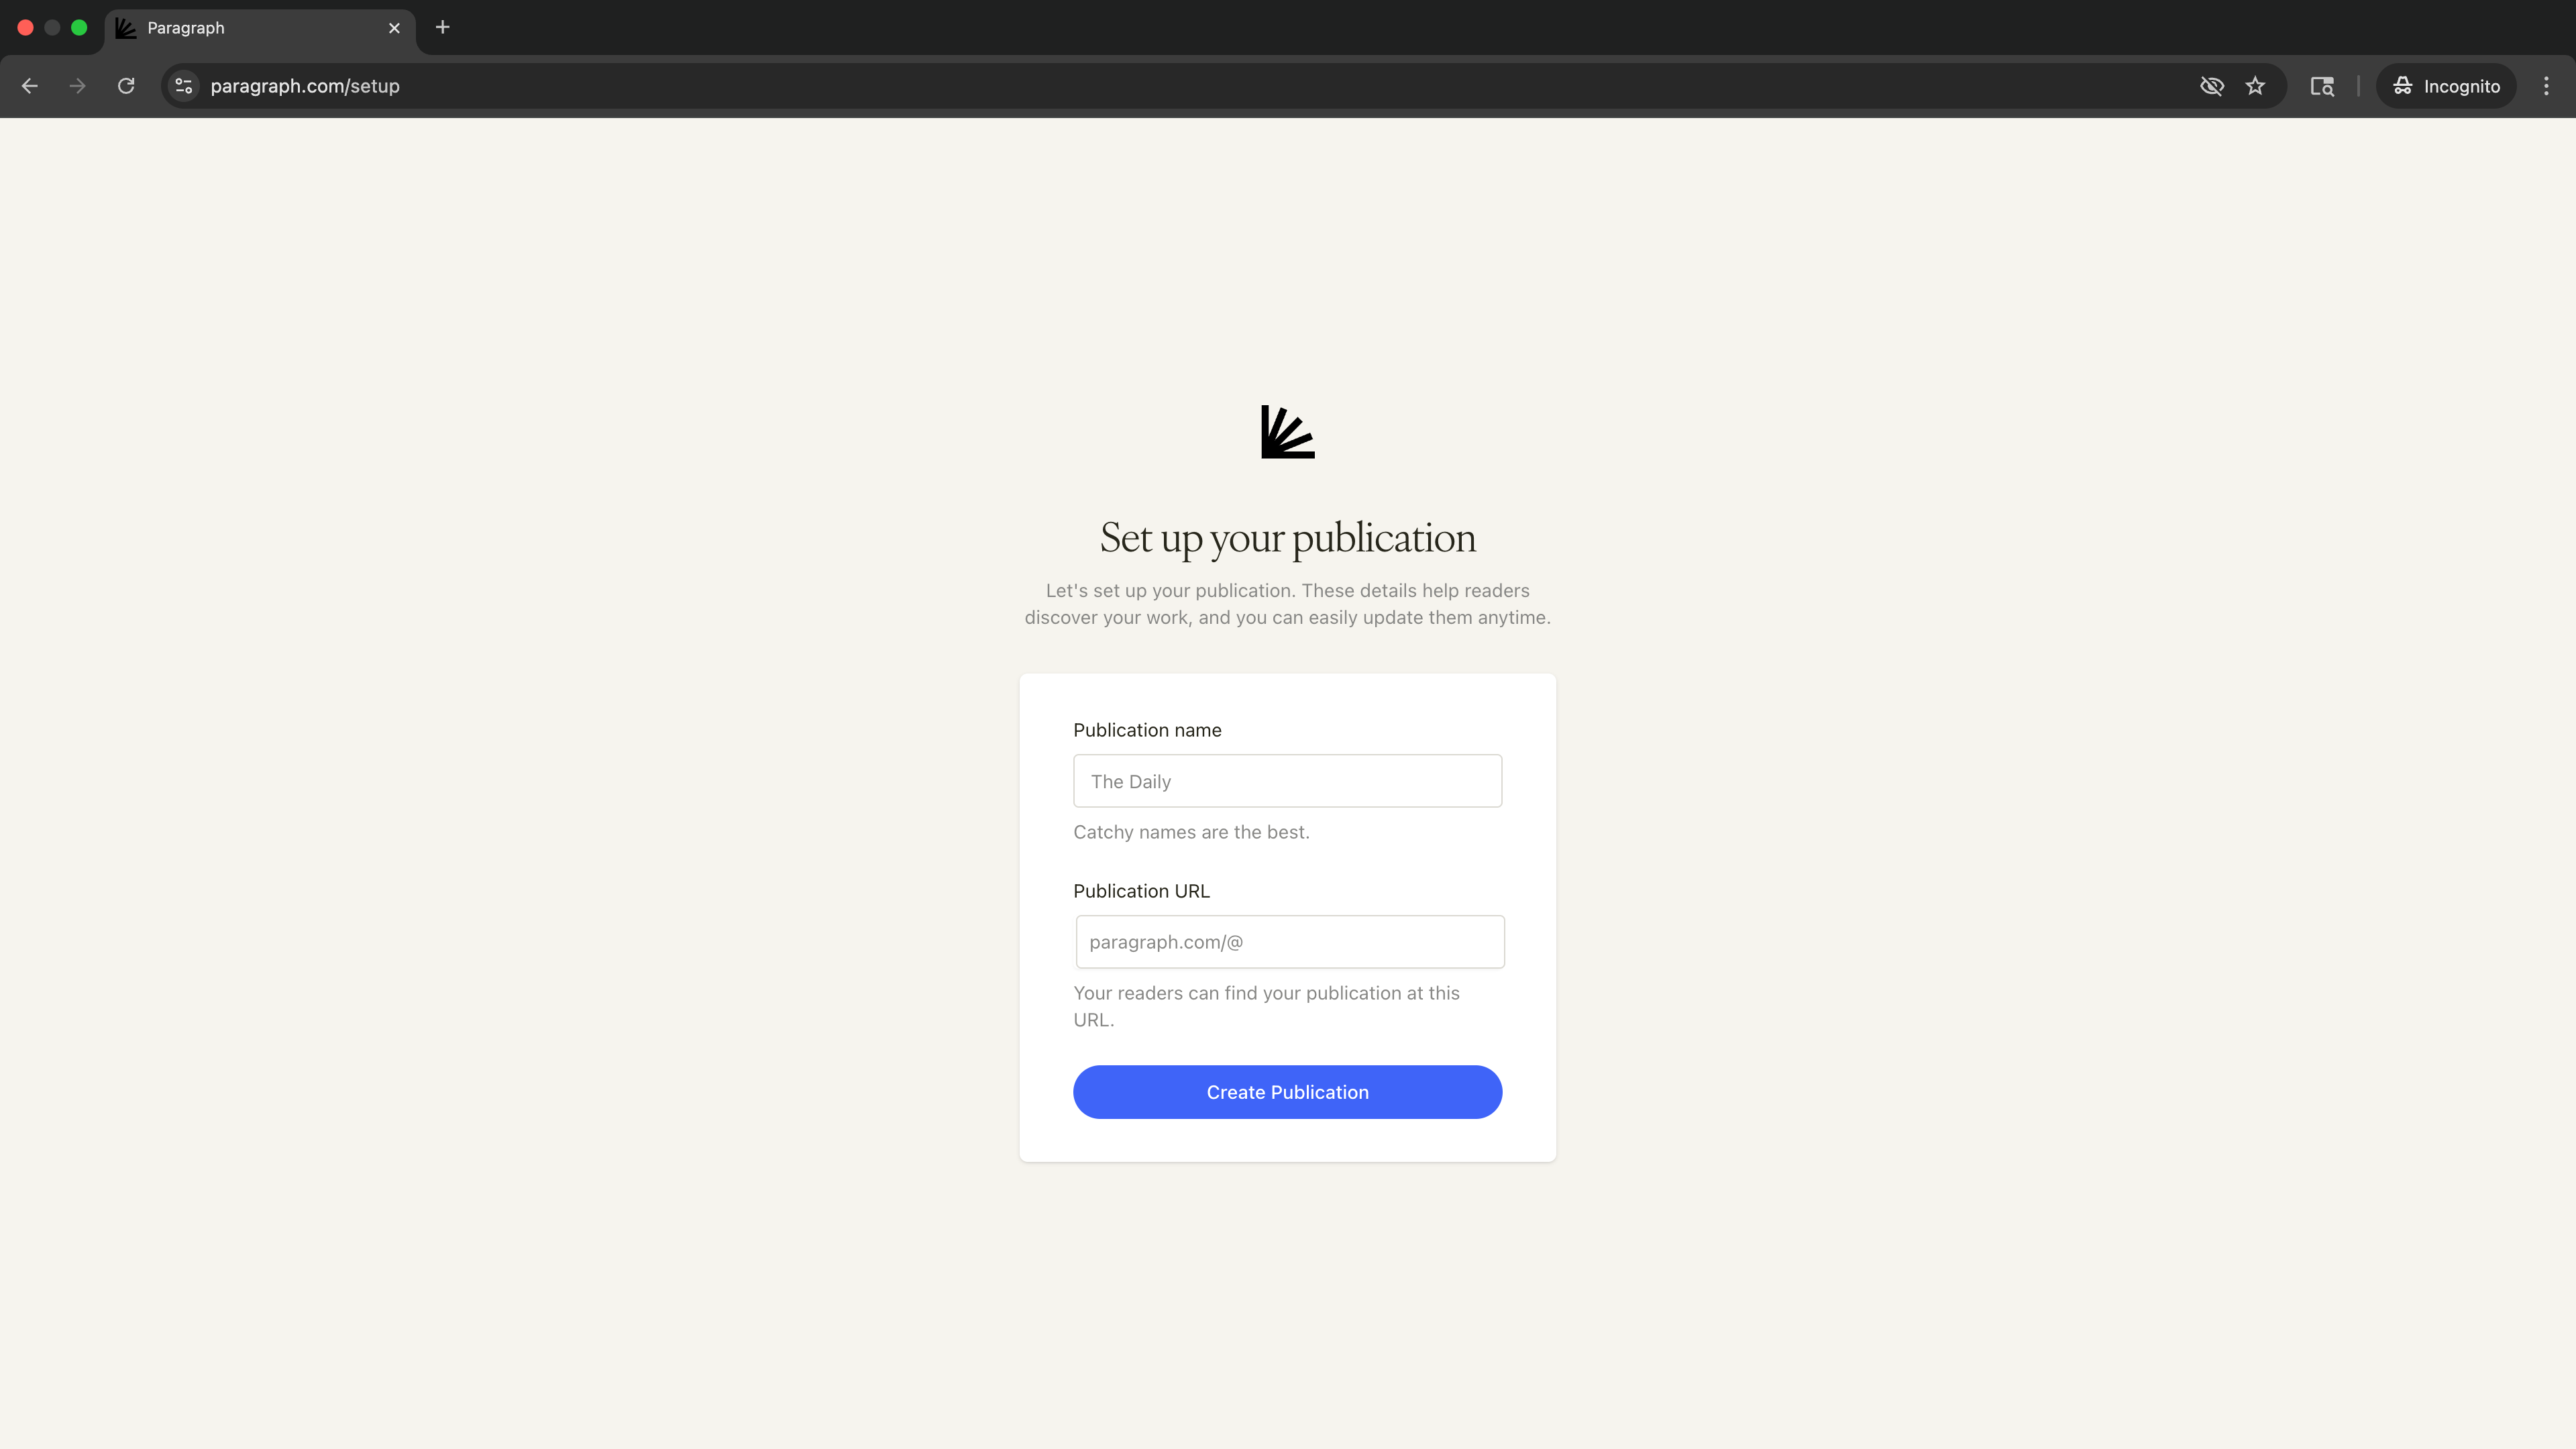 Paragraph
paragraph.com/setup
Incognito
Set up your publication
Let's set up your publication. These details help readers
discover your work, and you can easily update them anytime.
Publication name
The Daily
Catchy names are the best.
Publication URL
paragraph.com/@
Your readers can find your publication at this
URL.
Create Publication